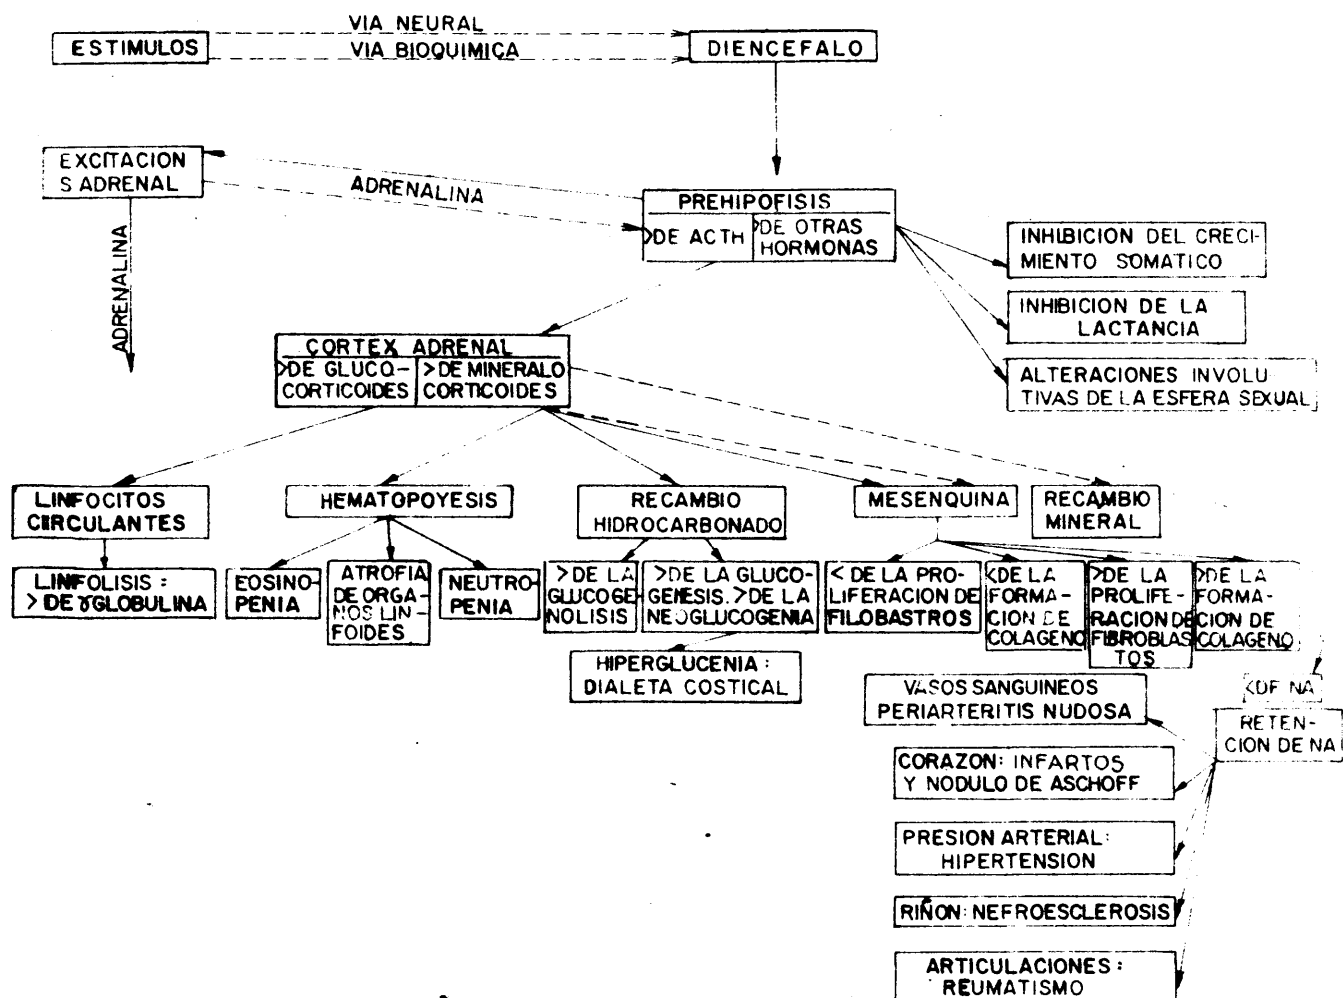 VIA NEURAL
ESTIMULOS
VIA BIOQUIMICA
DIENCEFALO
EXCITACION
S ADRENAL
ADRENALINA
ADRENALINA
PREHIPOFISIS
>DE ACTH
>DE OTRAS
HORMONAS
INHIBICION DEL CRECI-
MIENTO SOMATICO
INHIBICION DE LA
LACTANCIA
ALTERACIONES INVOLU-
TIVAS DE LA ESFERA SEXUAL
CORTEX ADRENAL
>DE GLUCO-
CORTICOIDES
>DE MINERALO
CORTICOIDES
LINFOCITOS
CIRCULANTES
HEMATOPOYESIS
RECAMBIO
HIDROCARBONADO
MESENQUINA
RECAMBIO
MINERAL
LINFOLISIS :
> DE γGLOBULINA
EOSINO-
PENIA
ATROFIA
DE ORGA-
NOS LIN-
FOIDES
NEUTRO-
PENIA
>DE LA
GLUCOGE
NOLISIS
>DE LA GLUCO-
GENESIS. >DE LA
NEOGLUCOGENIA
< DE LA PRO-
LIFERACION DE
FILOBASTROS
<DE LA
FORMA-
CION DE
COLAGENO
>DE LA
PROLIFE-
RACION DE
FIBROBLAS
TOS
>DE LA
FORMA-
CION DE
COLAGENO
HIPERGLUCENIA :
DIALETA COSTICAL
VASOS SANGUINEOS
PERIARTERITIS NUDOSA
<DE NA
RETEN-
CION DE NA
CORAZON: INFARTOS
Y NODULO DE ASCHOFF
PRESION ARTERIAL:
HIPERTENSION
RIÑON: NEFROESCLEROSIS
ARTICULACIONES :
REUMATISMO